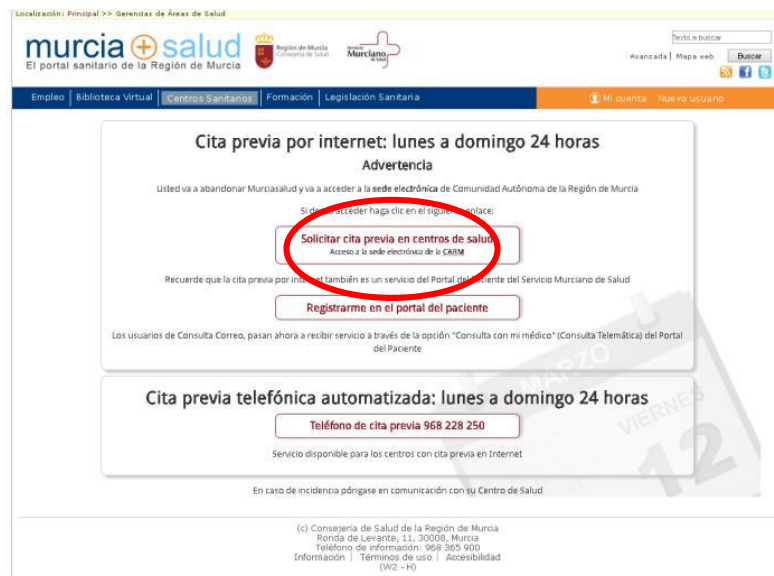 Localización: Principal >> Gerencias de Áreas de Salud
murcia salud
El portal sanitario de la Región de Murcia
Región de Murcia
Consejería de Salud
Servicio
Murciano
de Salud
Texto a buscar
Avanzada | Mapa web Buscar
Empleo | Biblioteca Virtual | Centros Sanitarios | Formación | Legislación Sanitaria
Mi cuenta Nuevo usuario
Cita previa por internet: lunes a domingo 24 horas
Advertencia
Usted va a abandonar Murciasalud y va a acceder a la sede electrónica de Comunidad Autónoma de la Región de Murcia
Si desea acceder haga clic en el siguiente enlace:
Solicitar cita previa en centros de salud
Acceso a la sede electrónica de la CARM
Recuerde que la cita previa por internet también es un servicio del Portal del Paciente del Servicio Murciano de Salud
Registrarme en el portal del paciente
Los usuarios de Consulta Correo, pasan ahora a recibir servicio a través de la opción "Consulta con mi médico" (Consulta Telemática) del Portal
del Paciente
MARZO
VIERNES
12
Cita previa telefónica automatizada: lunes a domingo 24 horas
Teléfono de cita previa 968 228 250
Servicio disponible para los centros con cita previa en Internet
En caso de incidencia póngase en comunicación con su Centro de Salud
(c) Consejería de Salud de la Región de Murcia
Ronda de Levante, 11, 30008, Murcia
Teléfono de información: 968 365 900
Información | Términos de uso | Accesibilidad
(W2 - H)